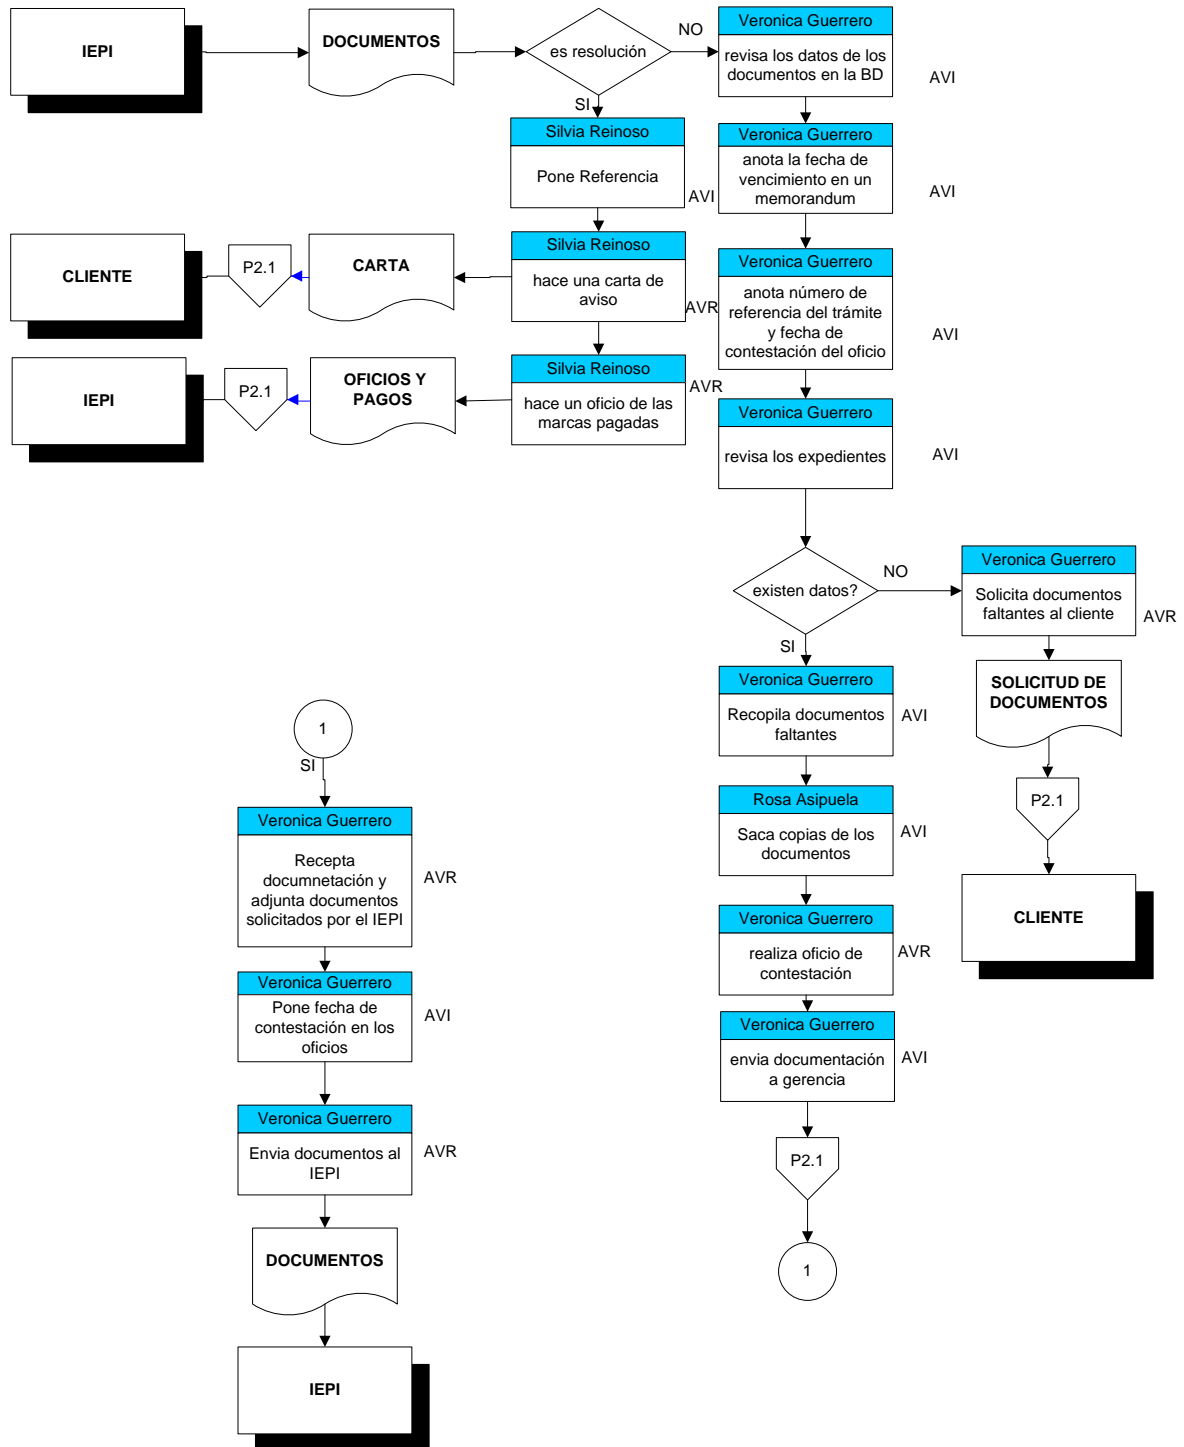 IEPI
DOCUMENTOS
es resolución
NO
SI
Veronica Guerrero
revisa los datos de los
documentos en la BD
AVI
Silvia Reinoso
Pone Referencia
AVI
Veronica Guerrero
anota la fecha de
vencimiento en un
memorandum
AVI
CLIENTE
P2.1
CARTA
Silvia Reinoso
hace una carta de
aviso
AVR
Veronica Guerrero
anota número de
referencia del trámite
y fecha de
contestación del oficio
AVI
IEPI
P2.1
OFICIOS Y
PAGOS
Silvia Reinoso
hace un oficio de las
marcas pagadas
AVR
Veronica Guerrero
revisa los expedientes
AVI
existen datos?
NO
SI
Veronica Guerrero
Solicita documentos
faltantes al cliente
AVR
SOLICITUD DE
DOCUMENTOS
P2.1
CLIENTE
Veronica Guerrero
Recopila documentos
faltantes
AVI
Rosa Asipuela
Saca copias de los
documentos
AVI
Veronica Guerrero
realiza oficio de
contestación
AVR
Veronica Guerrero
envia documentación
a gerencia
AVI
P2.1
1
1
SI
Veronica Guerrero
Recepta
documnetación y
adjunta documentos
solicitados por el IEPI
AVR
Veronica Guerrero
Pone fecha de
contestación en los
oficios
AVI
Veronica Guerrero
Envia documentos al
IEPI
AVR
DOCUMENTOS
IEPI